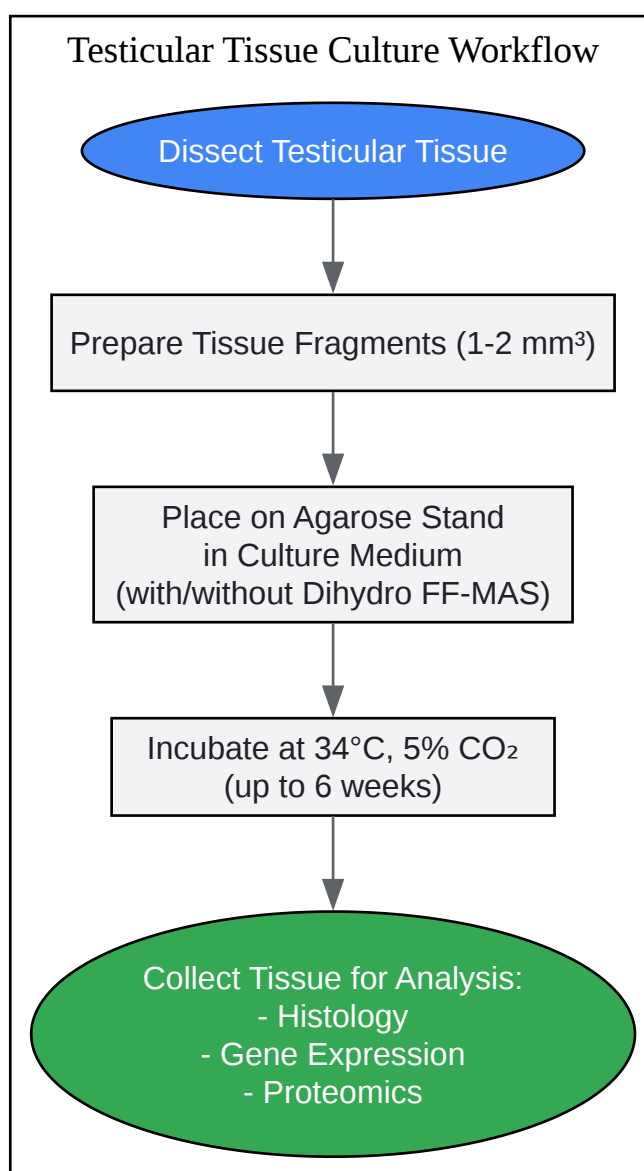 Testicular Tissue Culture Workflow
Dissect Testicular Tissue
Prepare Tissue Fragments (1-2 mm³)
Place on Agarose Stand
in Culture Medium
(with/without Dihydro FF-MAS)
Incubate at 34°C, 5% CO₂
(up to 6 weeks)
Collect Tissue for Analysis:
- Histology
- Gene Expression
- Proteomics